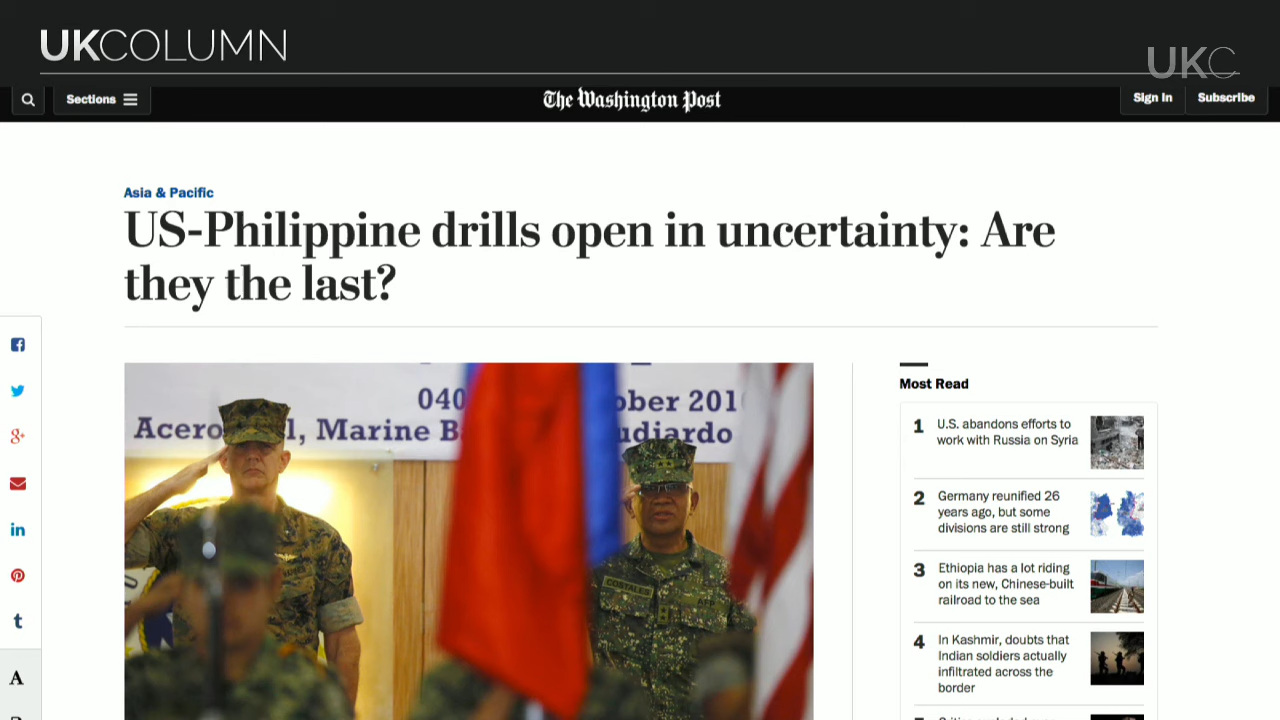 UKCOLUMN
UKC
Sections
The Washington Post
Sign In
Subscribe
Asia & Pacific
US-Philippine drills open in uncertainty: Are
they the last?
040
ober 201
Acero
l, Marine B
udiardo
Most Read
1
U.S. abandons efforts to
work with Russia on Syria
2
Germany reunified 26
years ago, but some
divisions are still strong
3
Ethiopia has a lot riding
on its new, Chinese-built
railroad to the sea
4
In Kashmir, doubts that
Indian soldiers actually
infiltrated across the
border
A